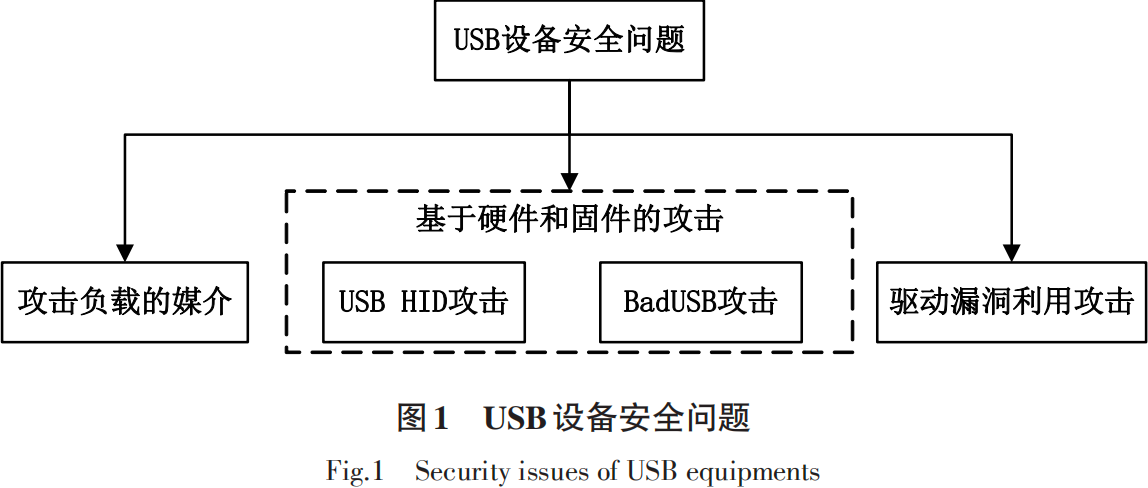 USB设备安全问题
基于硬件和固件的攻击
攻击负载的媒介
USB HID攻击
BadUSB攻击
驱动漏洞利用攻击
图1 USB设备安全问题
Fig.1 Security issues of USB equipments